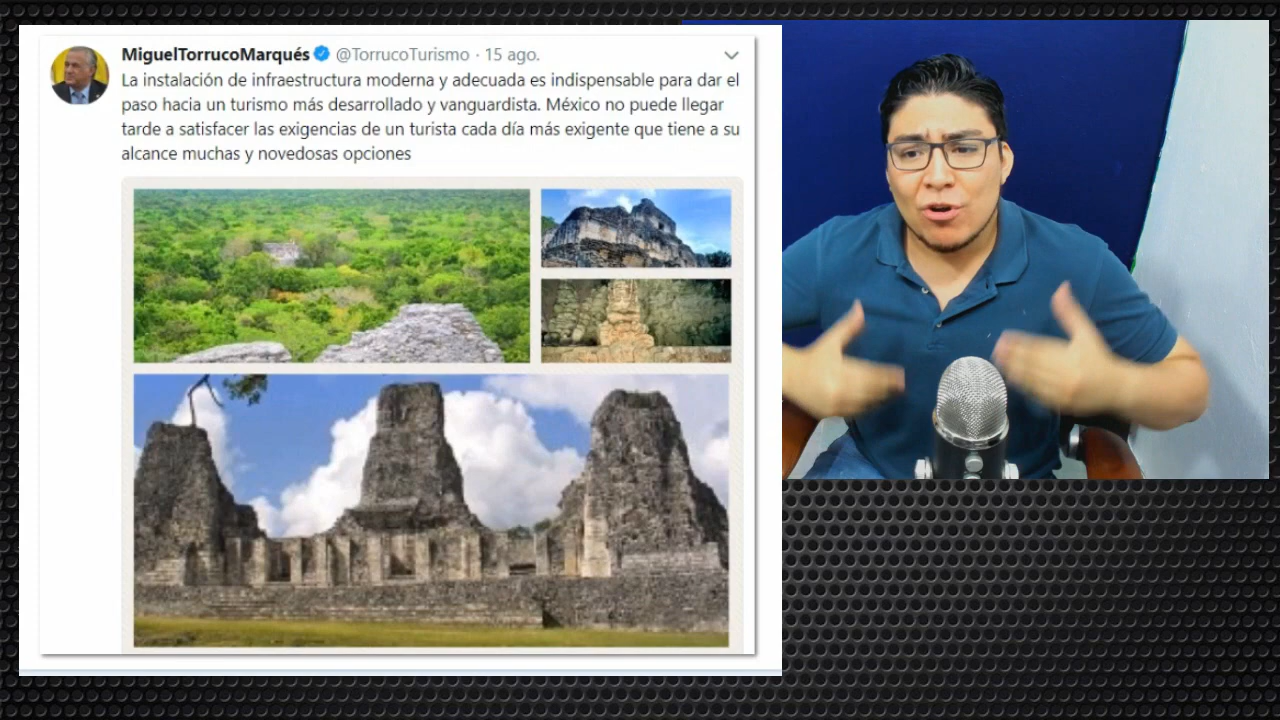 MiguelTorrucoMarqués @TorrucoTurismo · 15 ago.
La instalación de infraestructura moderna y adecuada es indispensable para dar el
paso hacia un turismo más desarrollado y vanguardista. México no puede llegar
tarde a satisfacer las exigencias de un turista cada día más exigente que tiene a su
alcance muchas y novedosas opciones